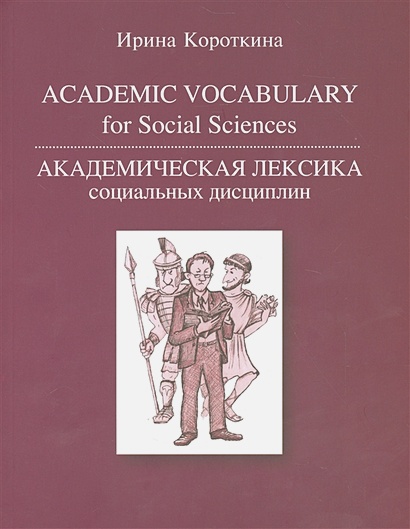 Ирина Короткина
ACADEMIC VOCABULARY
for Social Sciences
АКАДЕМИЧЕСКАЯ ЛЕКСИКА
социальных дисциплин